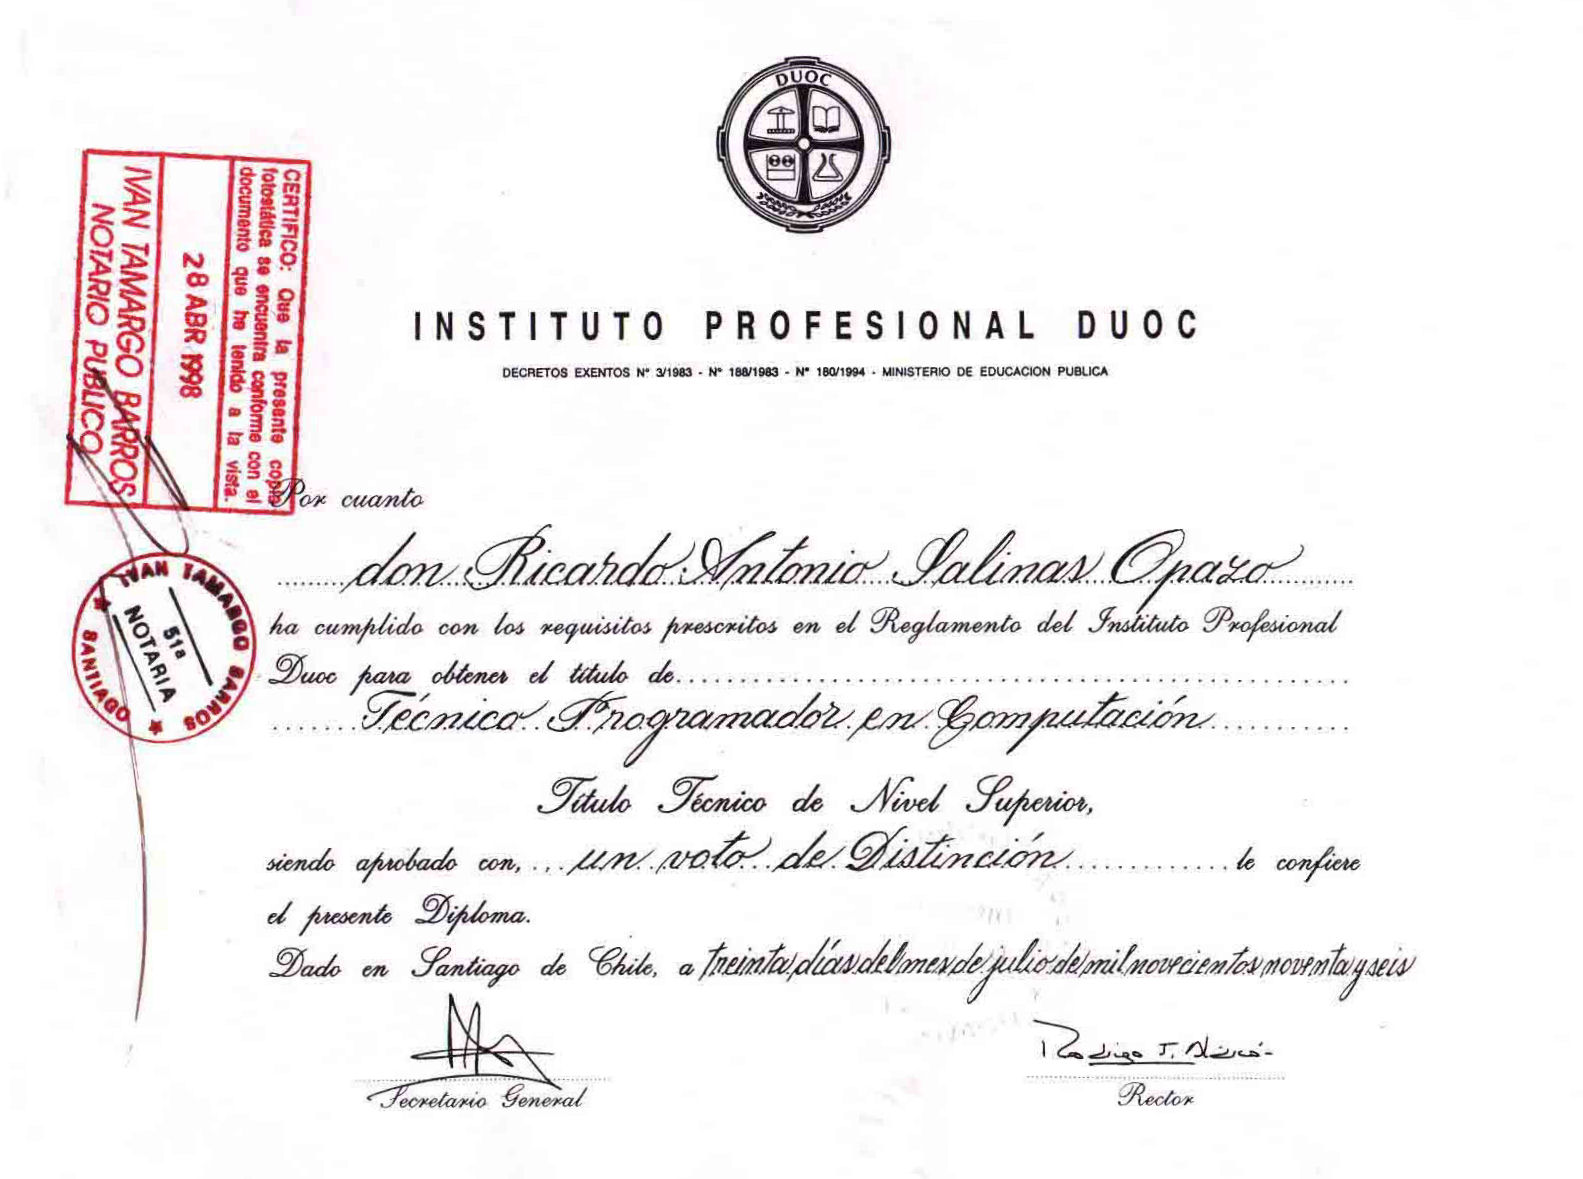 DUOC
INSTITUTO PROFESIONAL DUOC
DECRETOS EXENTOS Nº 3/1983 - Nº 188/1983 - Nº 180/1994 - MINISTERIO DE EDUCACION PUBLICA
CERTIFICO: Que la presente copia
fotostática se encuentra conforme con el
documento que he tenido a la vista.
28 ABR 1998
IVAN TAMARGO BARROS
NOTARIO PUBLICO
Por cuanto
don Ricardo Antonio Salinas Opazo
ha cumplido con los requisitos prescritos en el Reglamento del Instituto Profesional
Duoc para obtener el título de
Técnico Programador en Computación
IVAN TAMARGO BARROS
51a
NOTARIA
SANTIAGO
Título Técnico de Nivel Superior,
siendo aprobado con, un voto de Distinción le confiere
el presente Diploma.
Dado en Santiago de Chile, a treinta días del mes de julio de mil novecientos noventa y seis
Secretario General
Rector